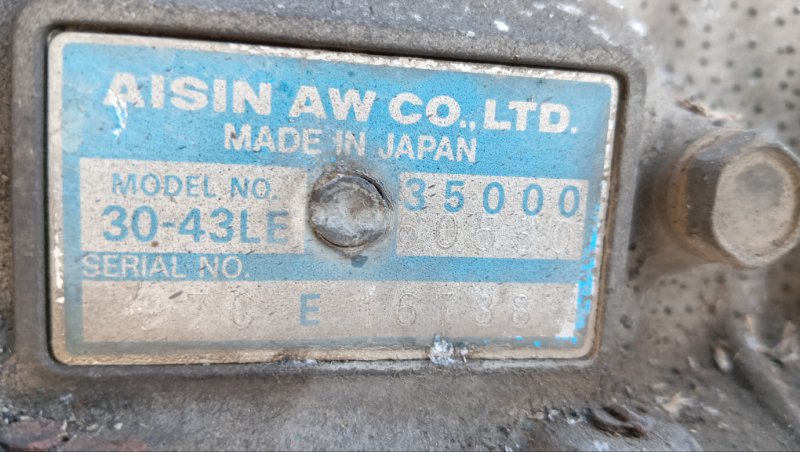 AISIN AW CO., LTD.
MADE IN JAPAN
MODEL NO. 35000
30-43LE
SERIAL NO.
E